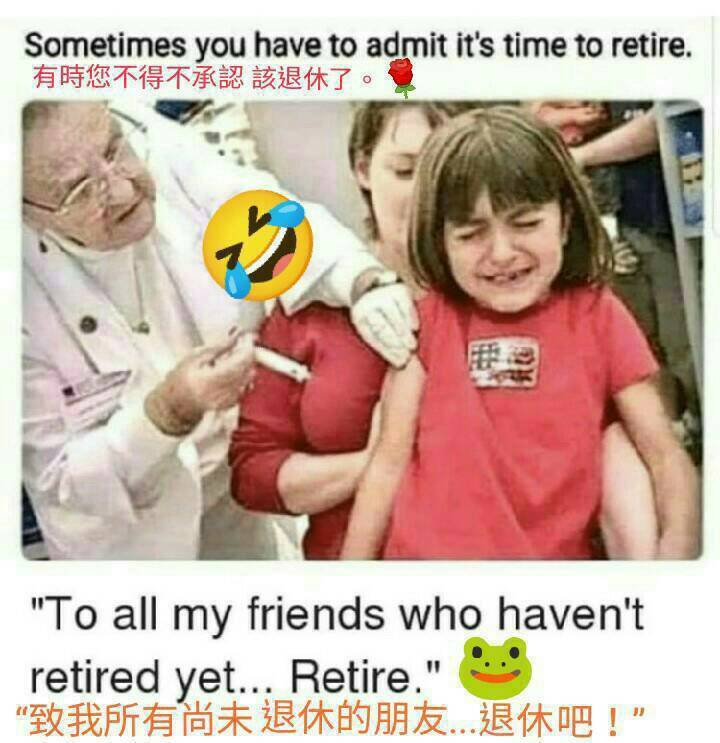 Sometimes you have to admit it's time to retire.
有時您不得不承認 該退休了。
"To all my friends who haven't
retired yet... Retire."
“致我所有尚未退休的朋友...退休吧！”